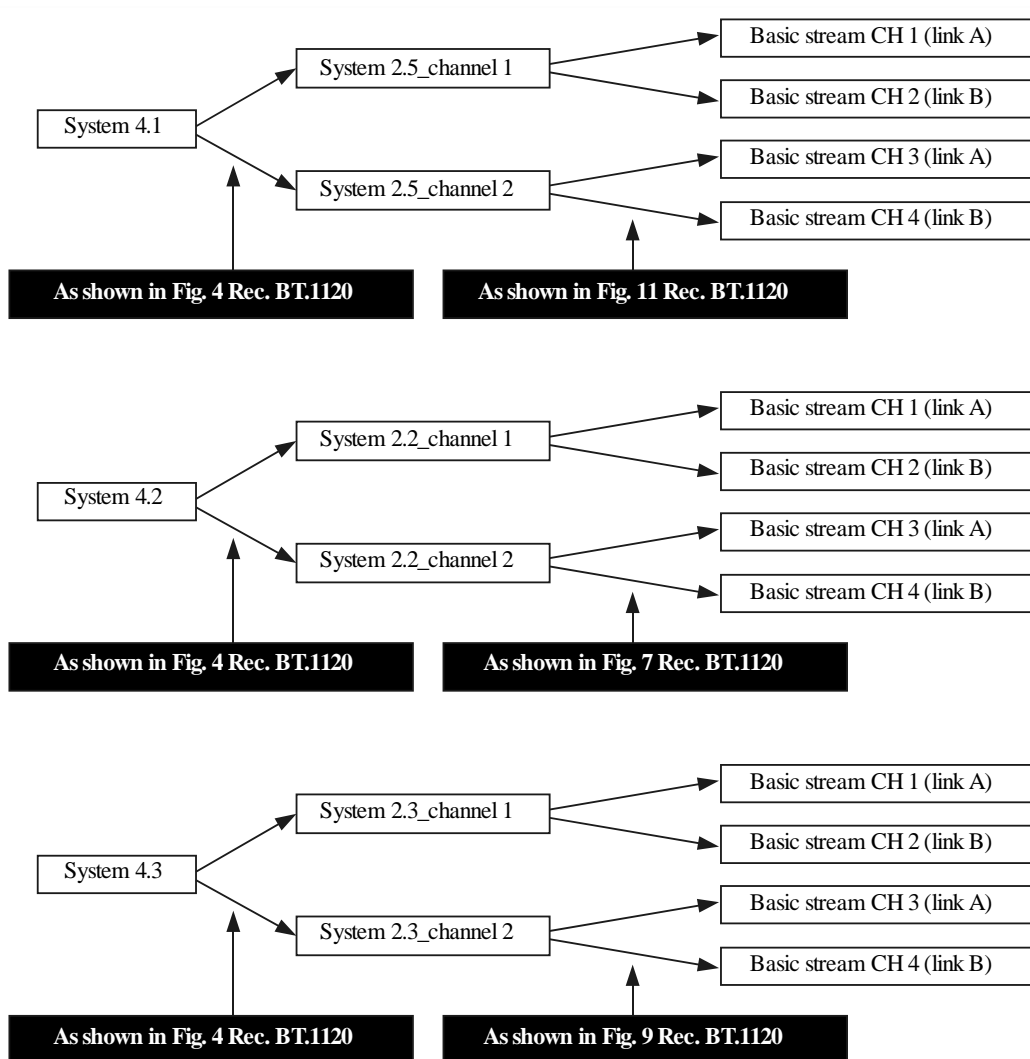 Basic stream CH 1 (link A)
System 2.5_channel 1
Basic stream CH 2 (link B)
System 4.1
Basic stream CH 3 (link A)
System 2.5_channel 2
Basic stream CH 4 (link B)
As shown in Fig. 4 Rec. BT.1120
As shown in Fig. 11 Rec. BT.1120
Basic stream CH 1 (link A)
System 2.2_channel 1
Basic stream CH 2 (link B)
System 4.2
Basic stream CH 3 (link A)
System 2.2_channel 2
Basic stream CH 4 (link B)
As shown in Fig. 4 Rec. BT.1120
As shown in Fig. 7 Rec. BT.1120
Basic stream CH 1 (link A)
System 2.3_channel 1
Basic stream CH 2 (link B)
System 4.3
Basic stream CH 3 (link A)
System 2.3_channel 2
Basic stream CH 4 (link B)
As shown in Fig. 4 Rec. BT.1120
As shown in Fig. 9 Rec. BT.1120